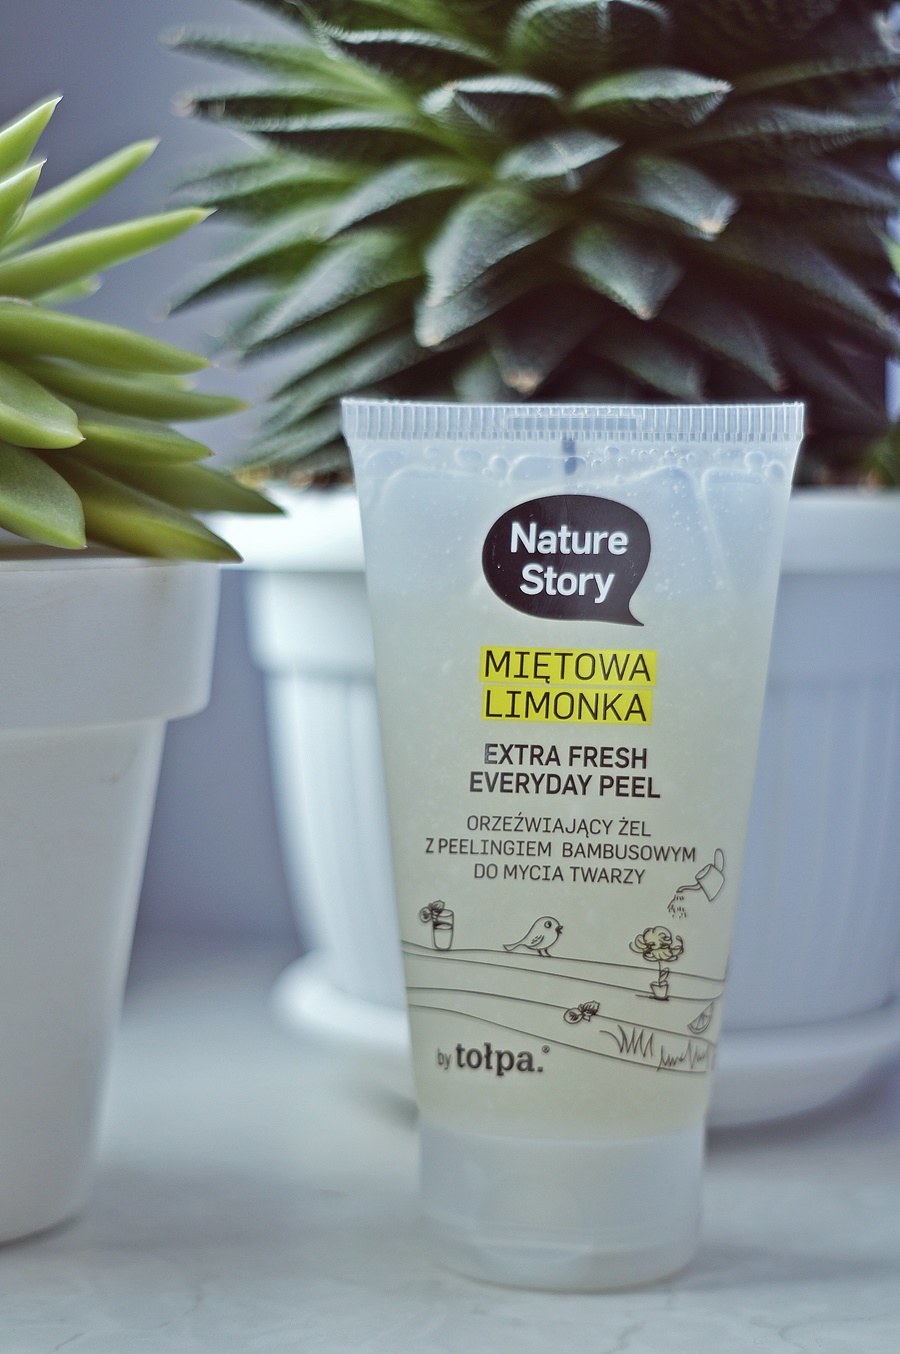 Nature
Story
MIĘTOWA
LIMONKA
EXTRA FRESH
EVERYDAY PEEL
ORZEŹWIAJĄCY ŻEL
Z PEELINGIEM BAMBUSOWYM
DO MYCIA TWARZY
by tołpa.®